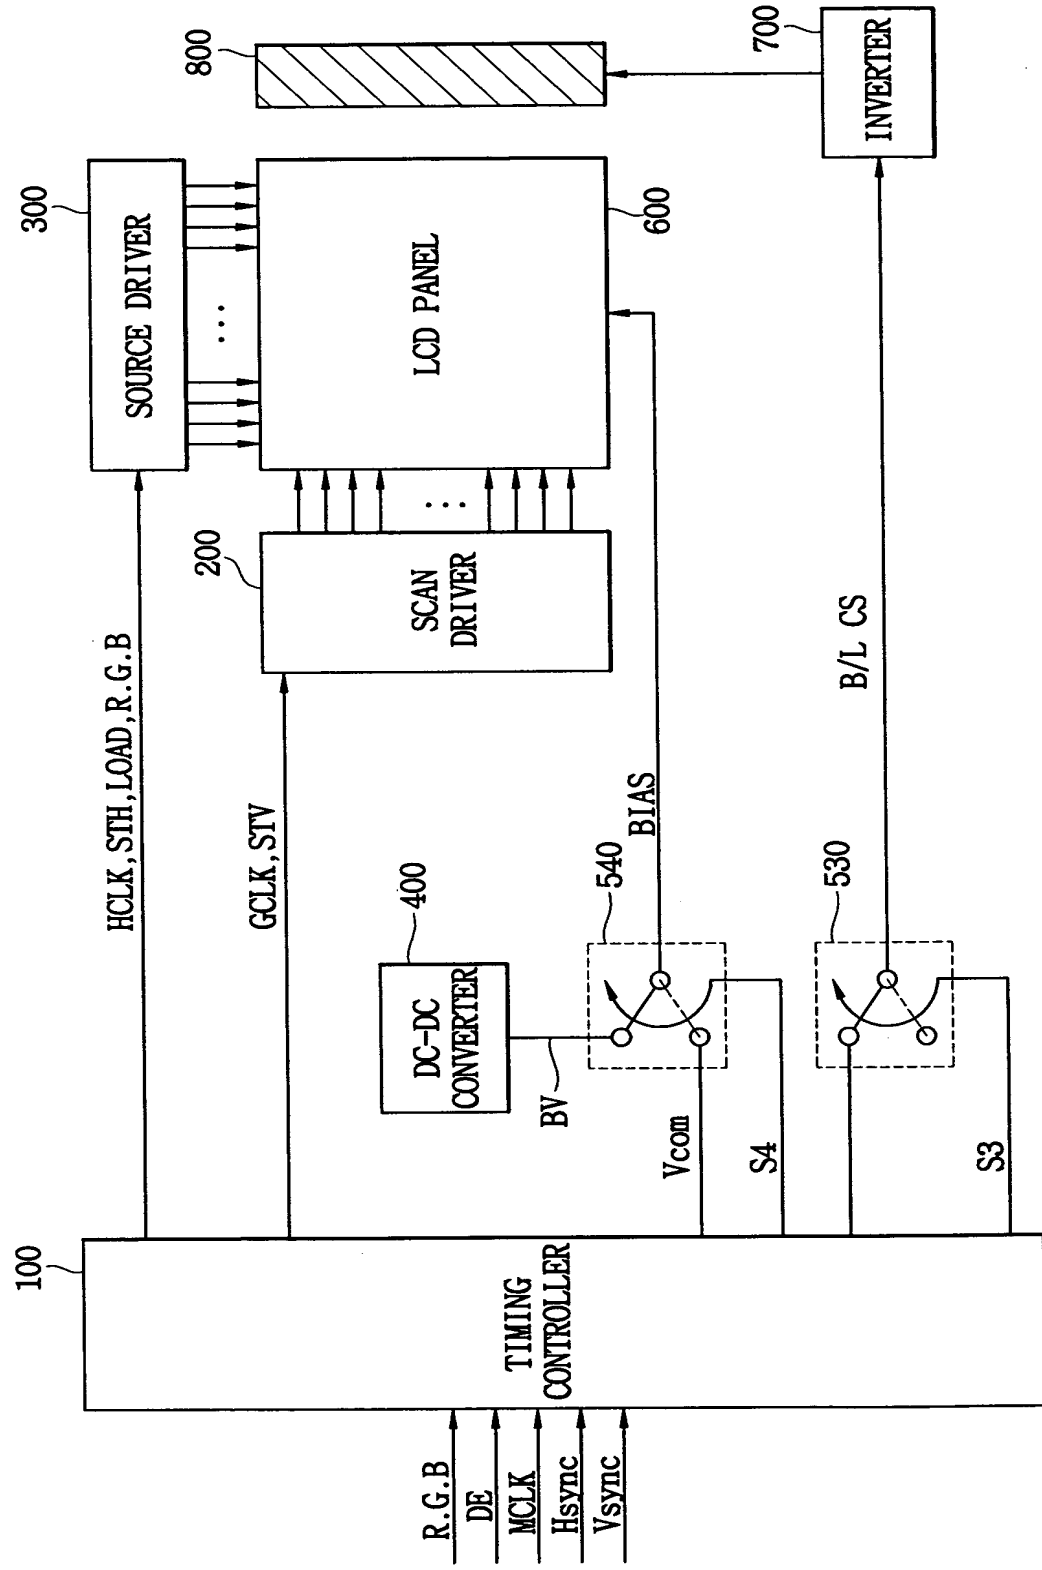 100
TIMING
CONTROLLER
R.G.B
DE
MCLK
Hsync
Vsync
HCLK,STH,LOAD,R.G.B
300
SOURCE DRIVER
GCLK,STV
200
SCAN
DRIVER
LCD PANEL
600
800
400
DC-DC
CONVERTER
BV
540
BIAS
Vcom
S4
530
B/L CS
S3
700
INVERTER